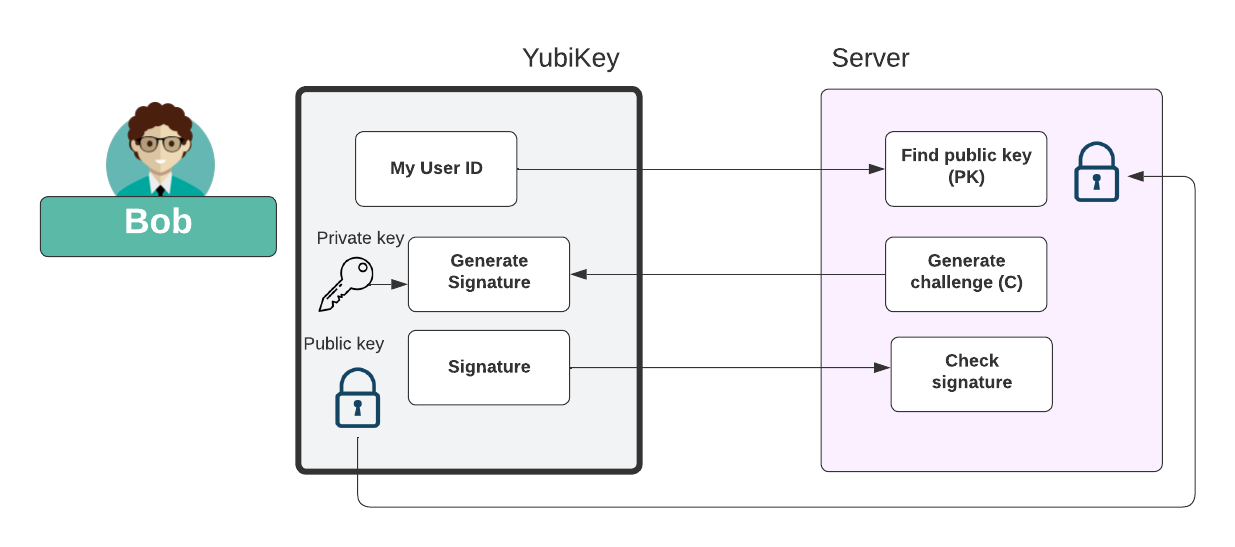 YubiKey
Server
Bob
My User ID
Find public key
(PK)
Private key
Generate
Signature
Generate
challenge (C)
Public key
Signature
Check
signature